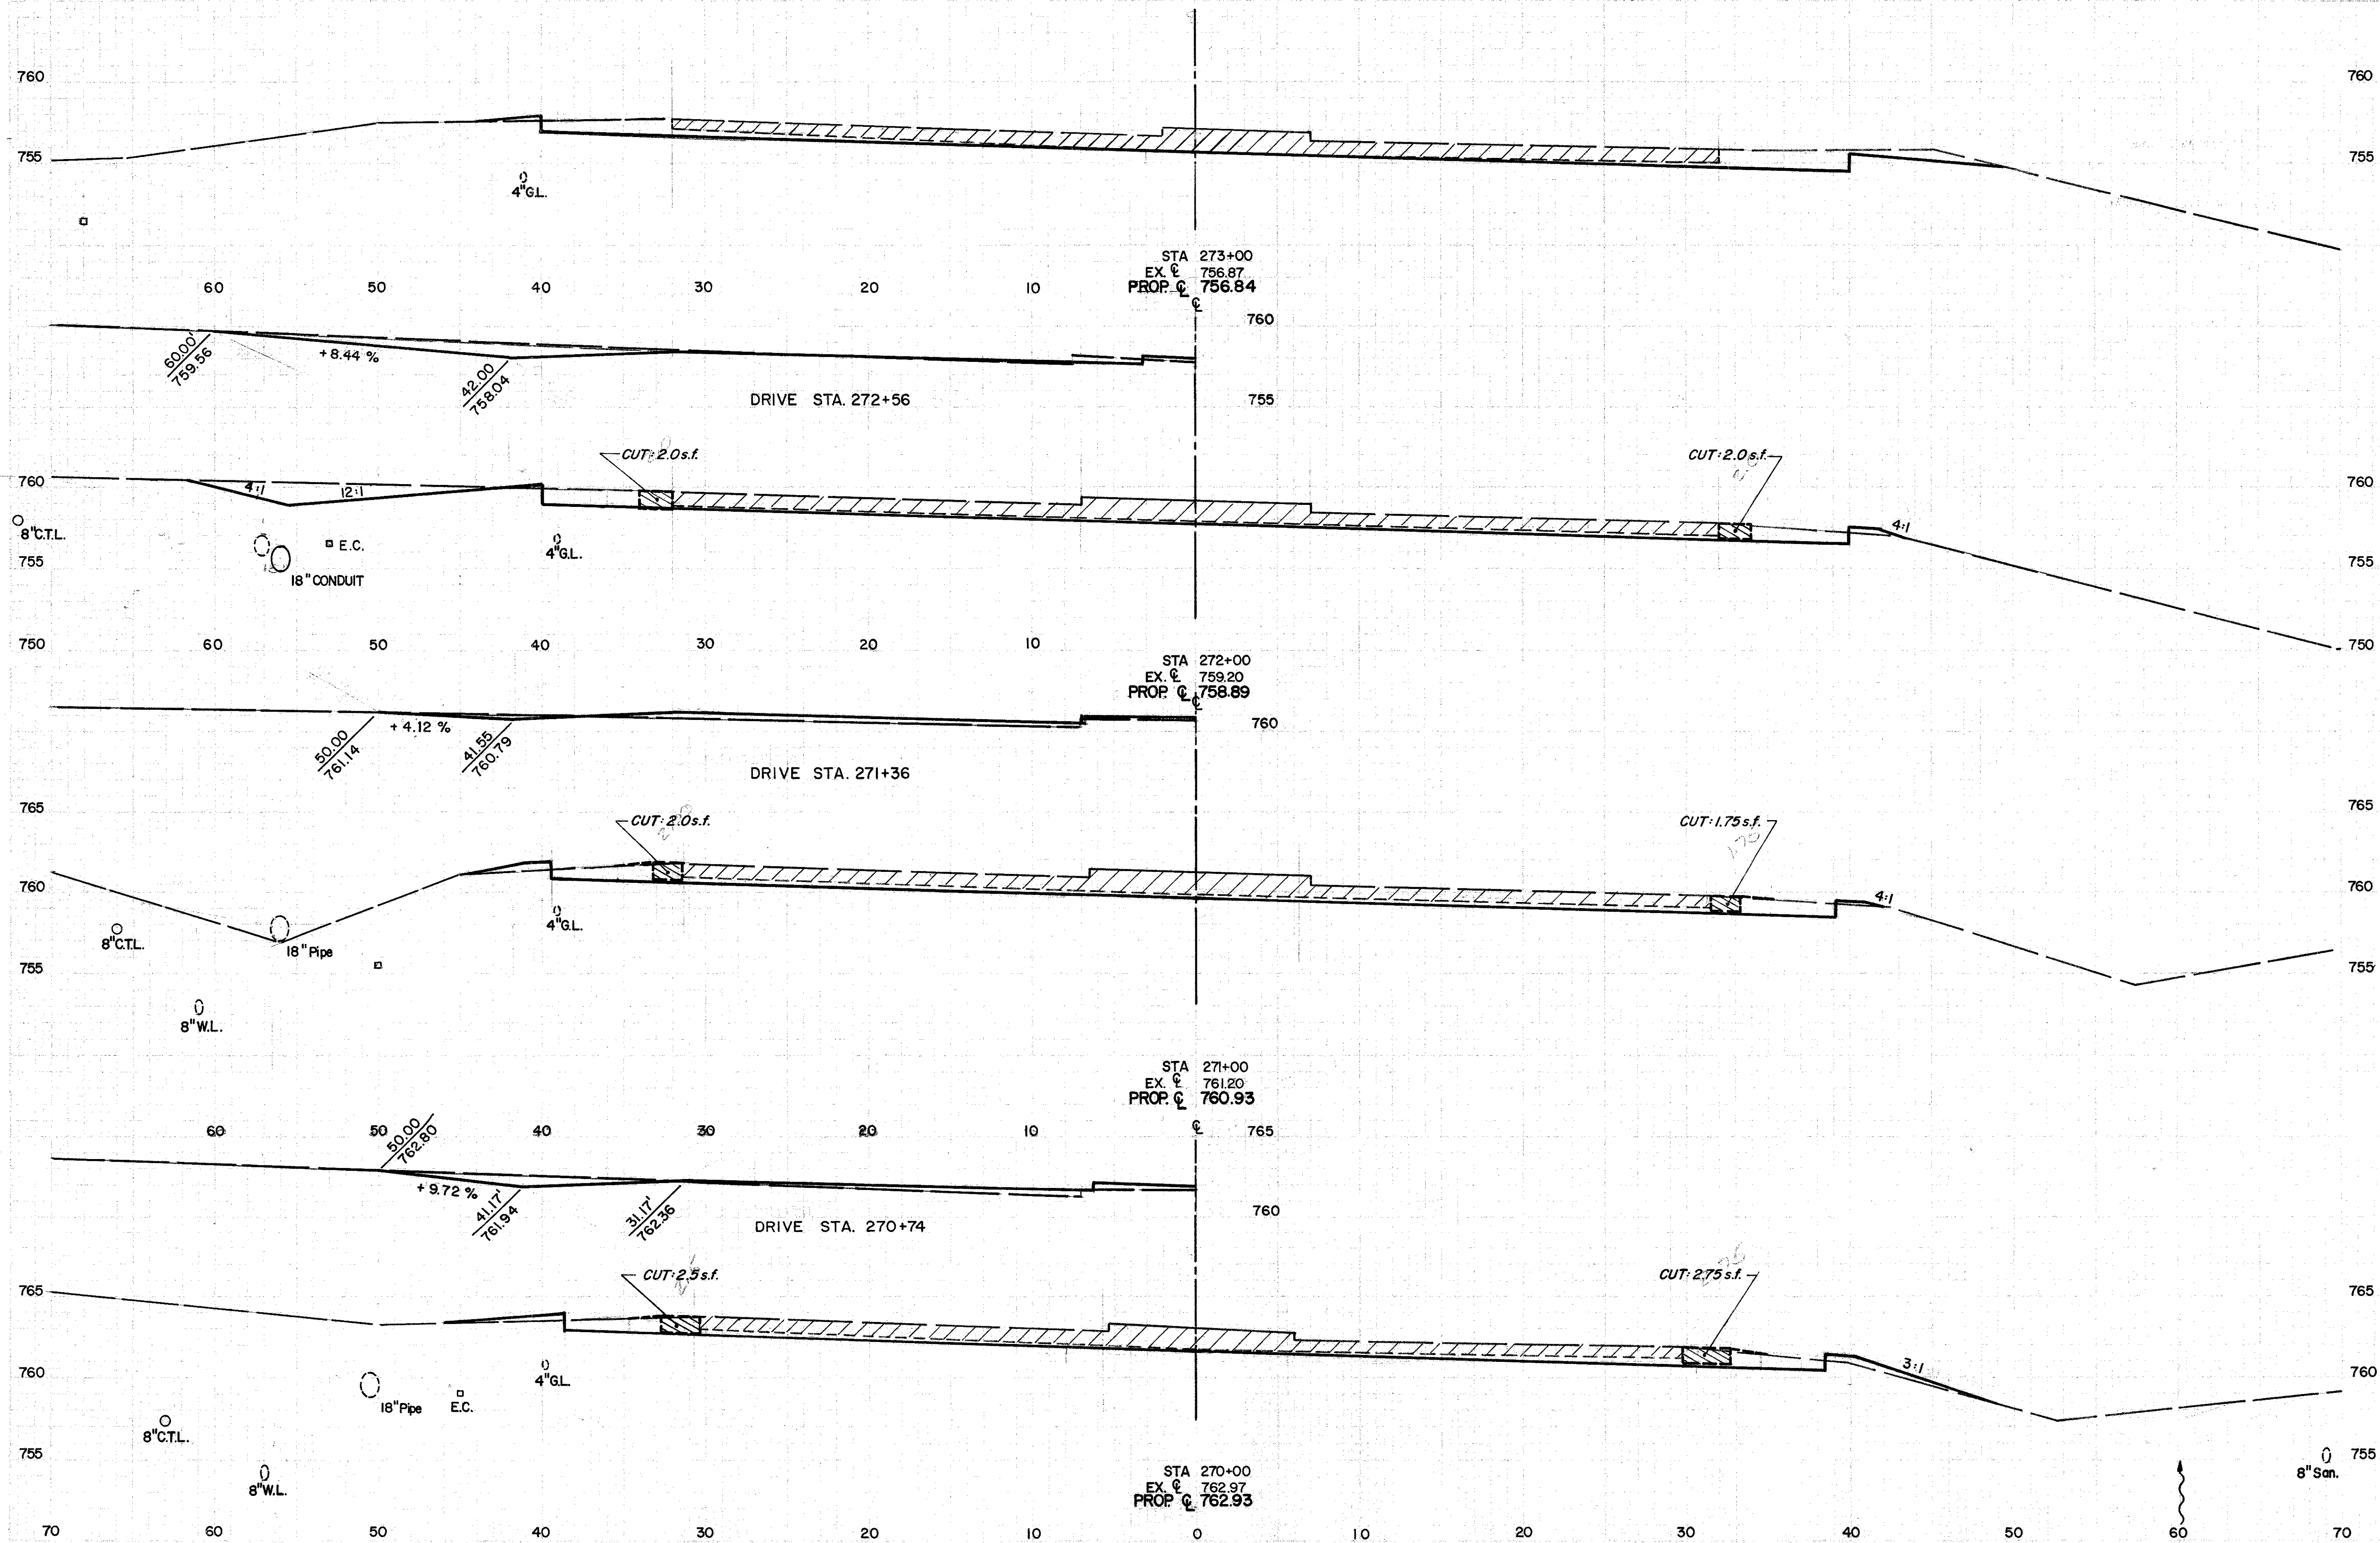 760 760
755 755
4"G.L.
STA 273+00
EX. ℄ 756.87
PROP. ℄ 756.84
60 50 40 30 20 10 ℄
760
60.00'
759.56
+8.44 %
42.00
758.04
DRIVE STA. 272+56
755
CUT: 2.0 s.f. CUT: 2.0 s.f.
760 4:1 12:1 760
4:1
8"C.T.L. E.C. 4"G.L.
755 755
18" CONDUIT
750 60 50 40 30 20 10 750
STA 272+00
EX. ℄ 759.20
PROP. ℄ 758.89
℄
760
50.00
761.14
+ 4.12 %
41.55
760.79
DRIVE STA. 271+36
765 765
CUT: 2.0 s.f. CUT: 1.75 s.f.
1.75
760 760
4:1
4"G.L.
8"C.T.L. 18" Pipe
755 755
8" W.L.
STA 271+00
EX. ℄ 761.20
PROP. ℄ 760.93
60 50 40 30 20 10 ℄ 765
50.00
762.80
+ 9.72 %
41.17'
761.94
31.17'
762.36
760
DRIVE STA. 270+74
CUT: 2.5 s.f. CUT: 2.75 s.f.
765 765
760 3:1 760
4"G.L.
18" Pipe E.C.
8"C.T.L.
755 755
8"W.L. 8" San.
STA 270+00
EX. ℄ 762.97
PROP. ℄ 762.93
70 60 50 40 30 20 10 0 10 20 30 40 50 60 70